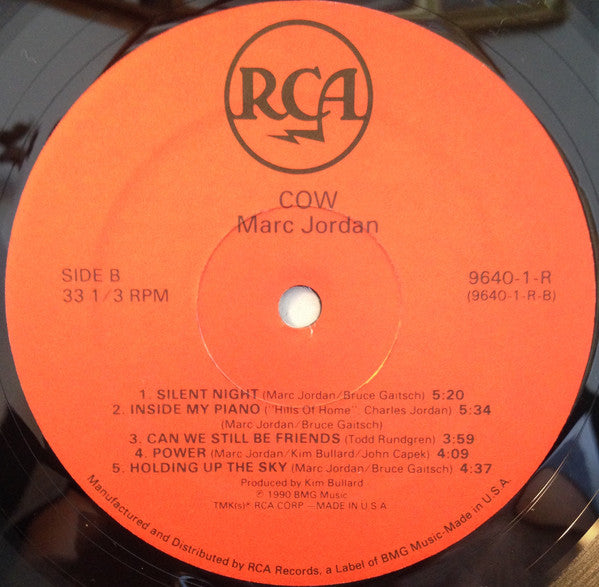 RCA
COW
Marc Jordan
SIDE B
33 1/3 RPM
9640-1-R
(9640-1-R-B)
1. SILENT NIGHT (Marc Jordan/Bruce Gaitsch) 5:20
2. INSIDE MY PIANO ("Hills Of Home", Charles Jordan) 5:34
(Marc Jordan/Bruce Gaitsch)
3. CAN WE STILL BE FRIENDS (Todd Rundgren) 3:59
4. POWER (Marc Jordan/Kim Bullard/John Capek) 4:09
5. HOLDING UP THE SKY (Marc Jordan/Bruce Gaitsch) 4:37
Produced by Kim Bullard
℗ 1990 BMG Music
TMK(s)® RCA CORP – MADE IN U.S.A.
Manufactured and Distributed by RCA Records, a Label of BMG Music-Made in U.S.A.